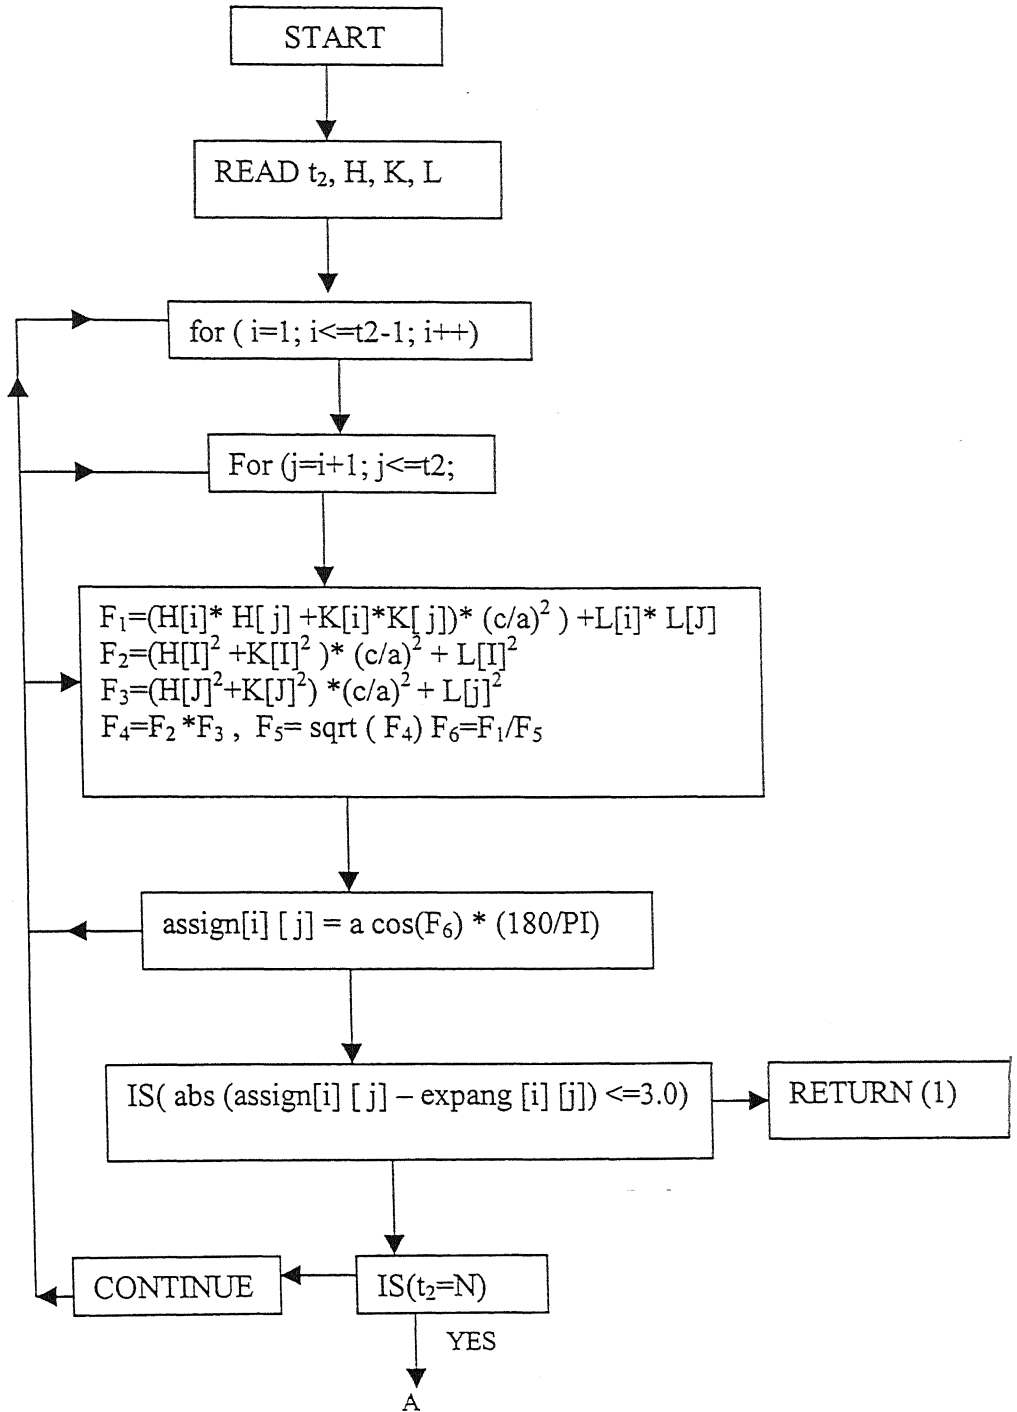 START
READ t₂, H, K, L
for ( i=1; i<=t2-1; i++)
For (j=i+1; j<=t2;
F₁=(H[i]* H[ j] +K[i]*K[ j])* (c/a)² ) +L[i]* L[J]
F₂=(H[I]² +K[I]² )* (c/a)² + L[I]²
F₃=(H[J]²+K[J]²) *(c/a)² + L[j]²
F₄=F₂ *F₃ , F₅= sqrt ( F₄) F₆=F₁/F₅
assign[i] [ j] = a cos(F₆) * (180/PI)
IS( abs (assign[i] [ j] – expang [i] [j]) <=3.0)
RETURN (1)
CONTINUE
IS(t₂=N)
YES
A